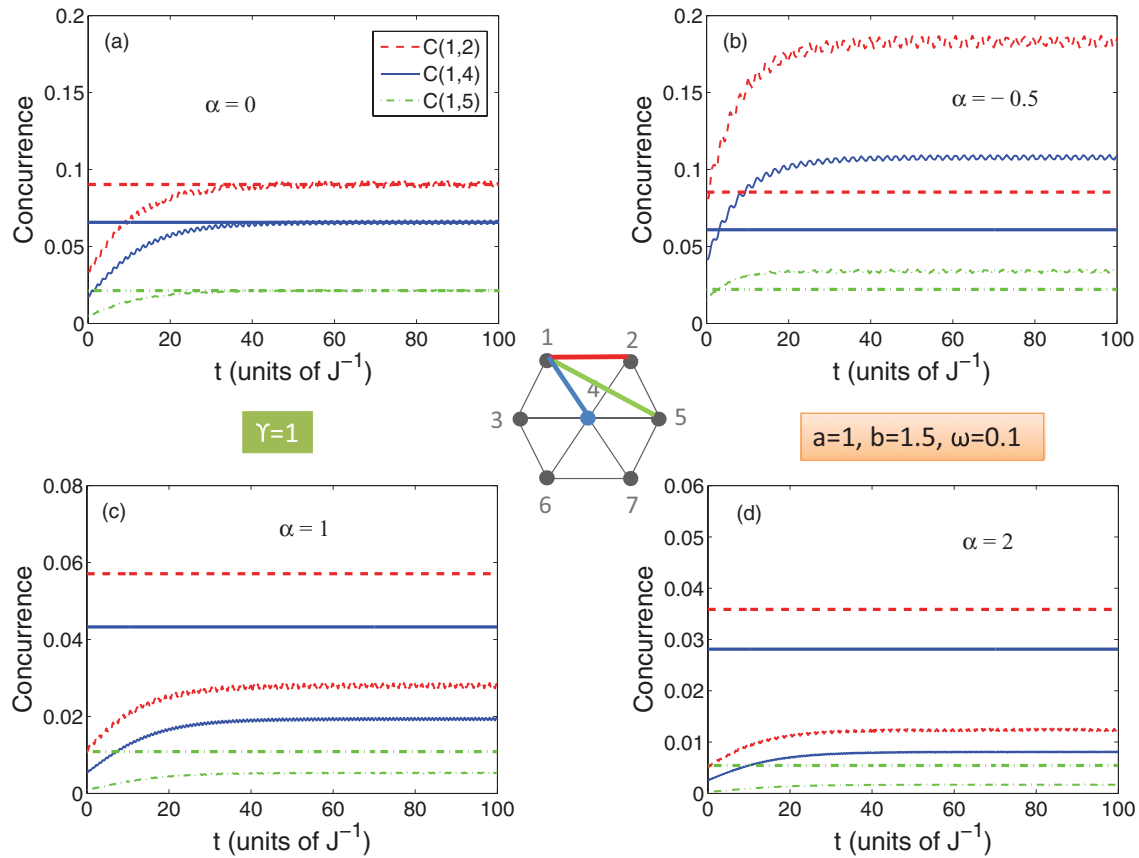 (a)
α = 0
C(1,2)
C(1,4)
C(1,5)
Concurrence
0.2
0.15
0.1
0.05
0
0 20 40 60 80 100
t (units of J⁻¹)
(b)
α = − 0.5
Concurrence
0.2
0.15
0.1
0.05
0
0 20 40 60 80 100
t (units of J⁻¹)
1 2
4
3 5
6 7
ϒ=1
a=1, b=1.5, ω=0.1
(c)
α = 1
Concurrence
0.08
0.06
0.04
0.02
0
0 20 40 60 80 100
t (units of J⁻¹)
(d)
α = 2
Concurrence
0.06
0.05
0.04
0.03
0.02
0.01
0
0 20 40 60 80 100
t (units of J⁻¹)